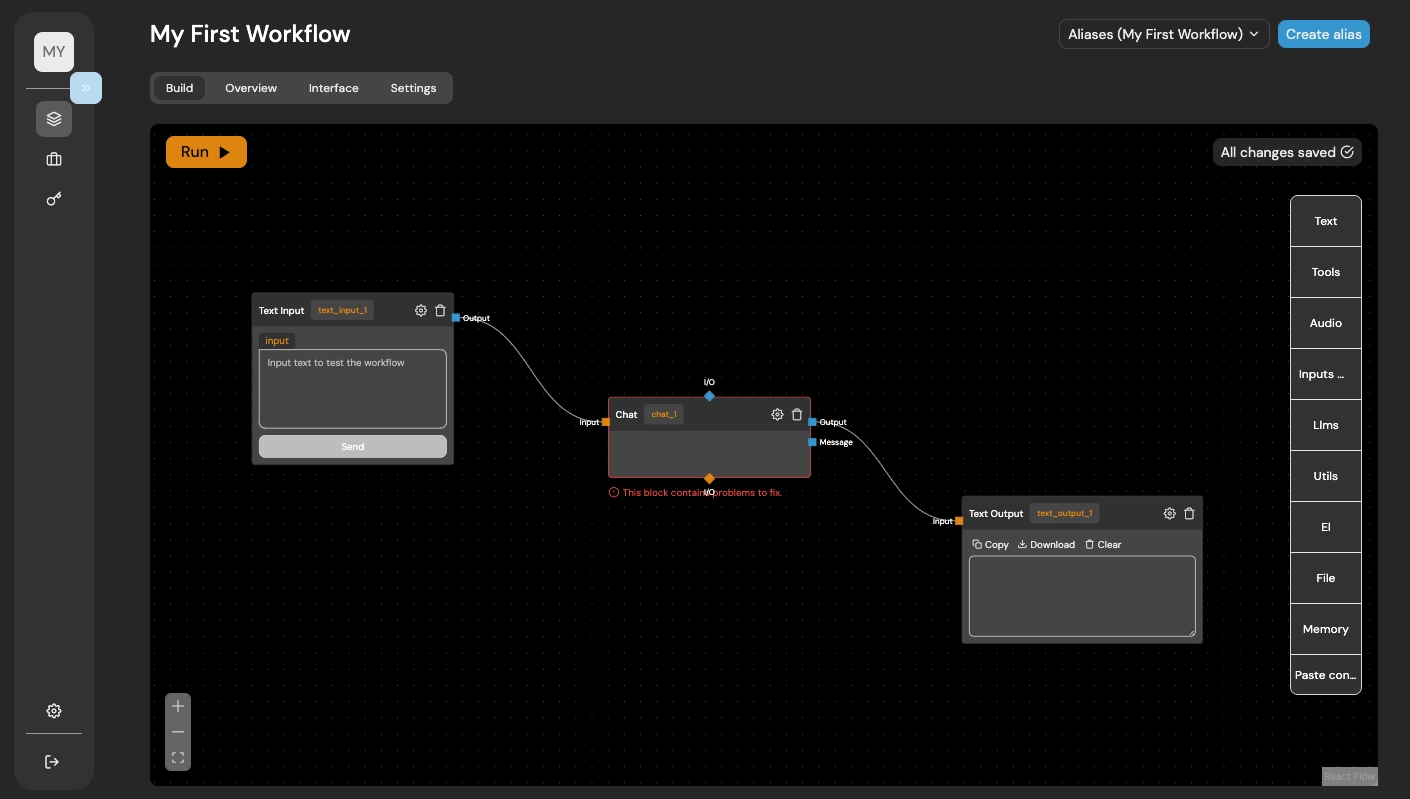 MY
My First Workflow
Aliases (My First Workflow)
Create alias
Build
Overview
Interface
Settings
Run
All changes saved
Text
Tools
Audio
Inputs ...
Llms
Utils
EI
File
Memory
Paste con...
Text Input
text_input_1
Output
input
Input text to test the workflow
Send
I/O
Input
Chat
chat_1
Output
Message
I/O
This block contains problems to fix.
Input
Text Output
text_output_1
Copy
Download
Clear
React Flow